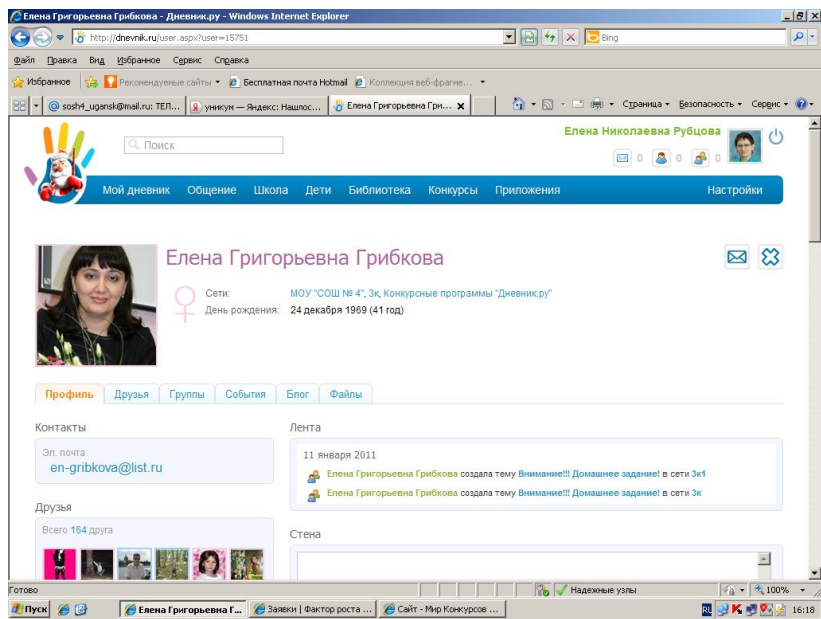 Елена Григорьевна Грибкова - Дневник.ру - Windows Internet Explorer
http://dnevnik.ru/user.aspx?user=15751
Bing
Файл Правка Вид Избранное Сервис Справка
Избранное Рекомендуемые сайты Бесплатная почта Hotmail Коллекция веб-фрагме...
sosh4_ugansk@mail.ru: ТЕЛ... уникум — Яндекс: Нашлос... Елена Григорьевна Гри... Страница Безопасность Сервис
Елена Николаевна Рубцова
Поиск
0 0 0
Мой дневник Общение Школа Дети Библиотека Конкурсы Приложения Настройки
Елена Григорьевна Грибкова
Сети: МОУ "СОШ № 4", 3к, Конкурсные программы "Дневник.ру"
День рождения: 24 декабря 1969 (41 год)
Профиль Друзья Группы События Блог Файлы
Контакты
Эл. почта
en-gribkova@list.ru
Друзья
Всего 164 друга
Лента
11 января 2011
Елена Григорьевна Грибкова создала тему Внимание!!! Домашнее задание! в сети 3к1
Елена Григорьевна Грибкова создала тему Внимание!!! Домашнее задание! в сети 3к
Стена
Готово Надежные узлы 100%
Пуск Елена Григорьевна Г... Заявки | Фактор роста ... Сайт - Мир Конкурсов ... RU 16:18